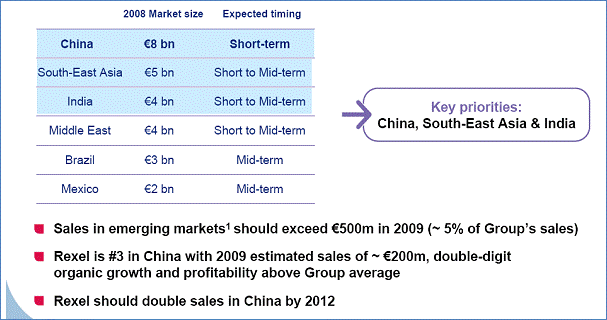 2008 Market size Expected timing
China €8 bn Short-term
South-East Asia €5 bn Short to Mid-term
India €4 bn Short to Mid-term
Middle East €4 bn Short to Mid-term
Brazil €3 bn Mid-term
Mexico €2 bn Mid-term
Key priorities:
China, South-East Asia & India
Sales in emerging markets¹ should exceed €500m in 2009 (~ 5% of Group's sales)
Rexel is #3 in China with 2009 estimated sales of ~ €200m, double-digit
organic growth and profitability above Group average
Rexel should double sales in China by 2012